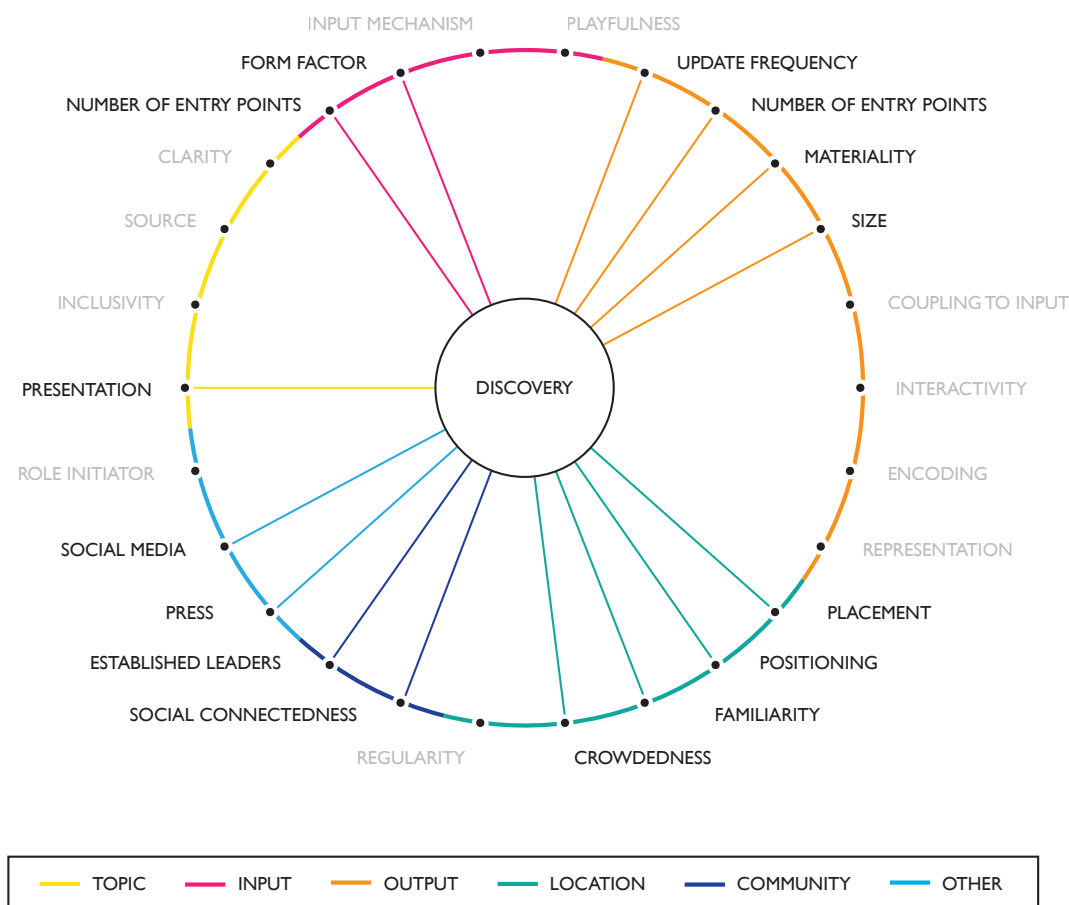 INPUT MECHANISM
PLAYFULNESS
FORM FACTOR
UPDATE FREQUENCY
NUMBER OF ENTRY POINTS
NUMBER OF ENTRY POINTS
CLARITY
MATERIALITY
SOURCE
SIZE
INCLUSIVITY
COUPLING TO INPUT
PRESENTATION
DISCOVERY
INTERACTIVITY
ROLE INITIATOR
ENCODING
SOCIAL MEDIA
REPRESENTATION
PRESS
PLACEMENT
ESTABLISHED LEADERS
POSITIONING
SOCIAL CONNECTEDNESS
FAMILIARITY
REGULARITY
CROWDEDNESS
TOPIC
INPUT
OUTPUT
LOCATION
COMMUNITY
OTHER